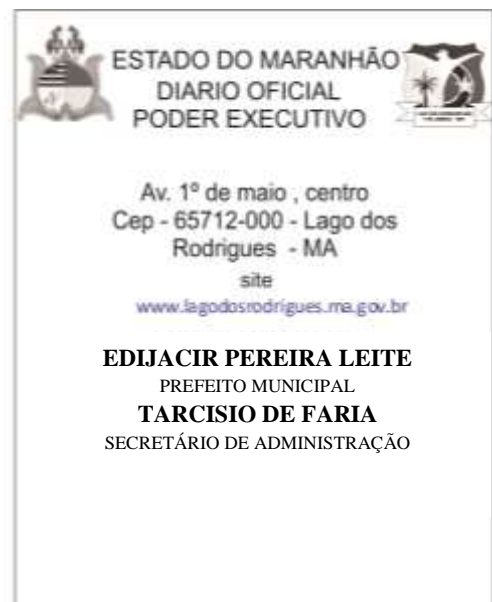 ESTADO DO MARANHÃO
DIARIO OFICIAL
PODER EXECUTIVO
Av. 1º de maio , centro
Cep - 65712-000 - Lago dos
Rodrigues - MA
site
www.lagodosrodrigues.ma.gov.br
EDIJACIR PEREIRA LEITE
PREFEITO MUNICIPAL
TARCISIO DE FARIA
SECRETÁRIO DE ADMINISTRAÇÃO